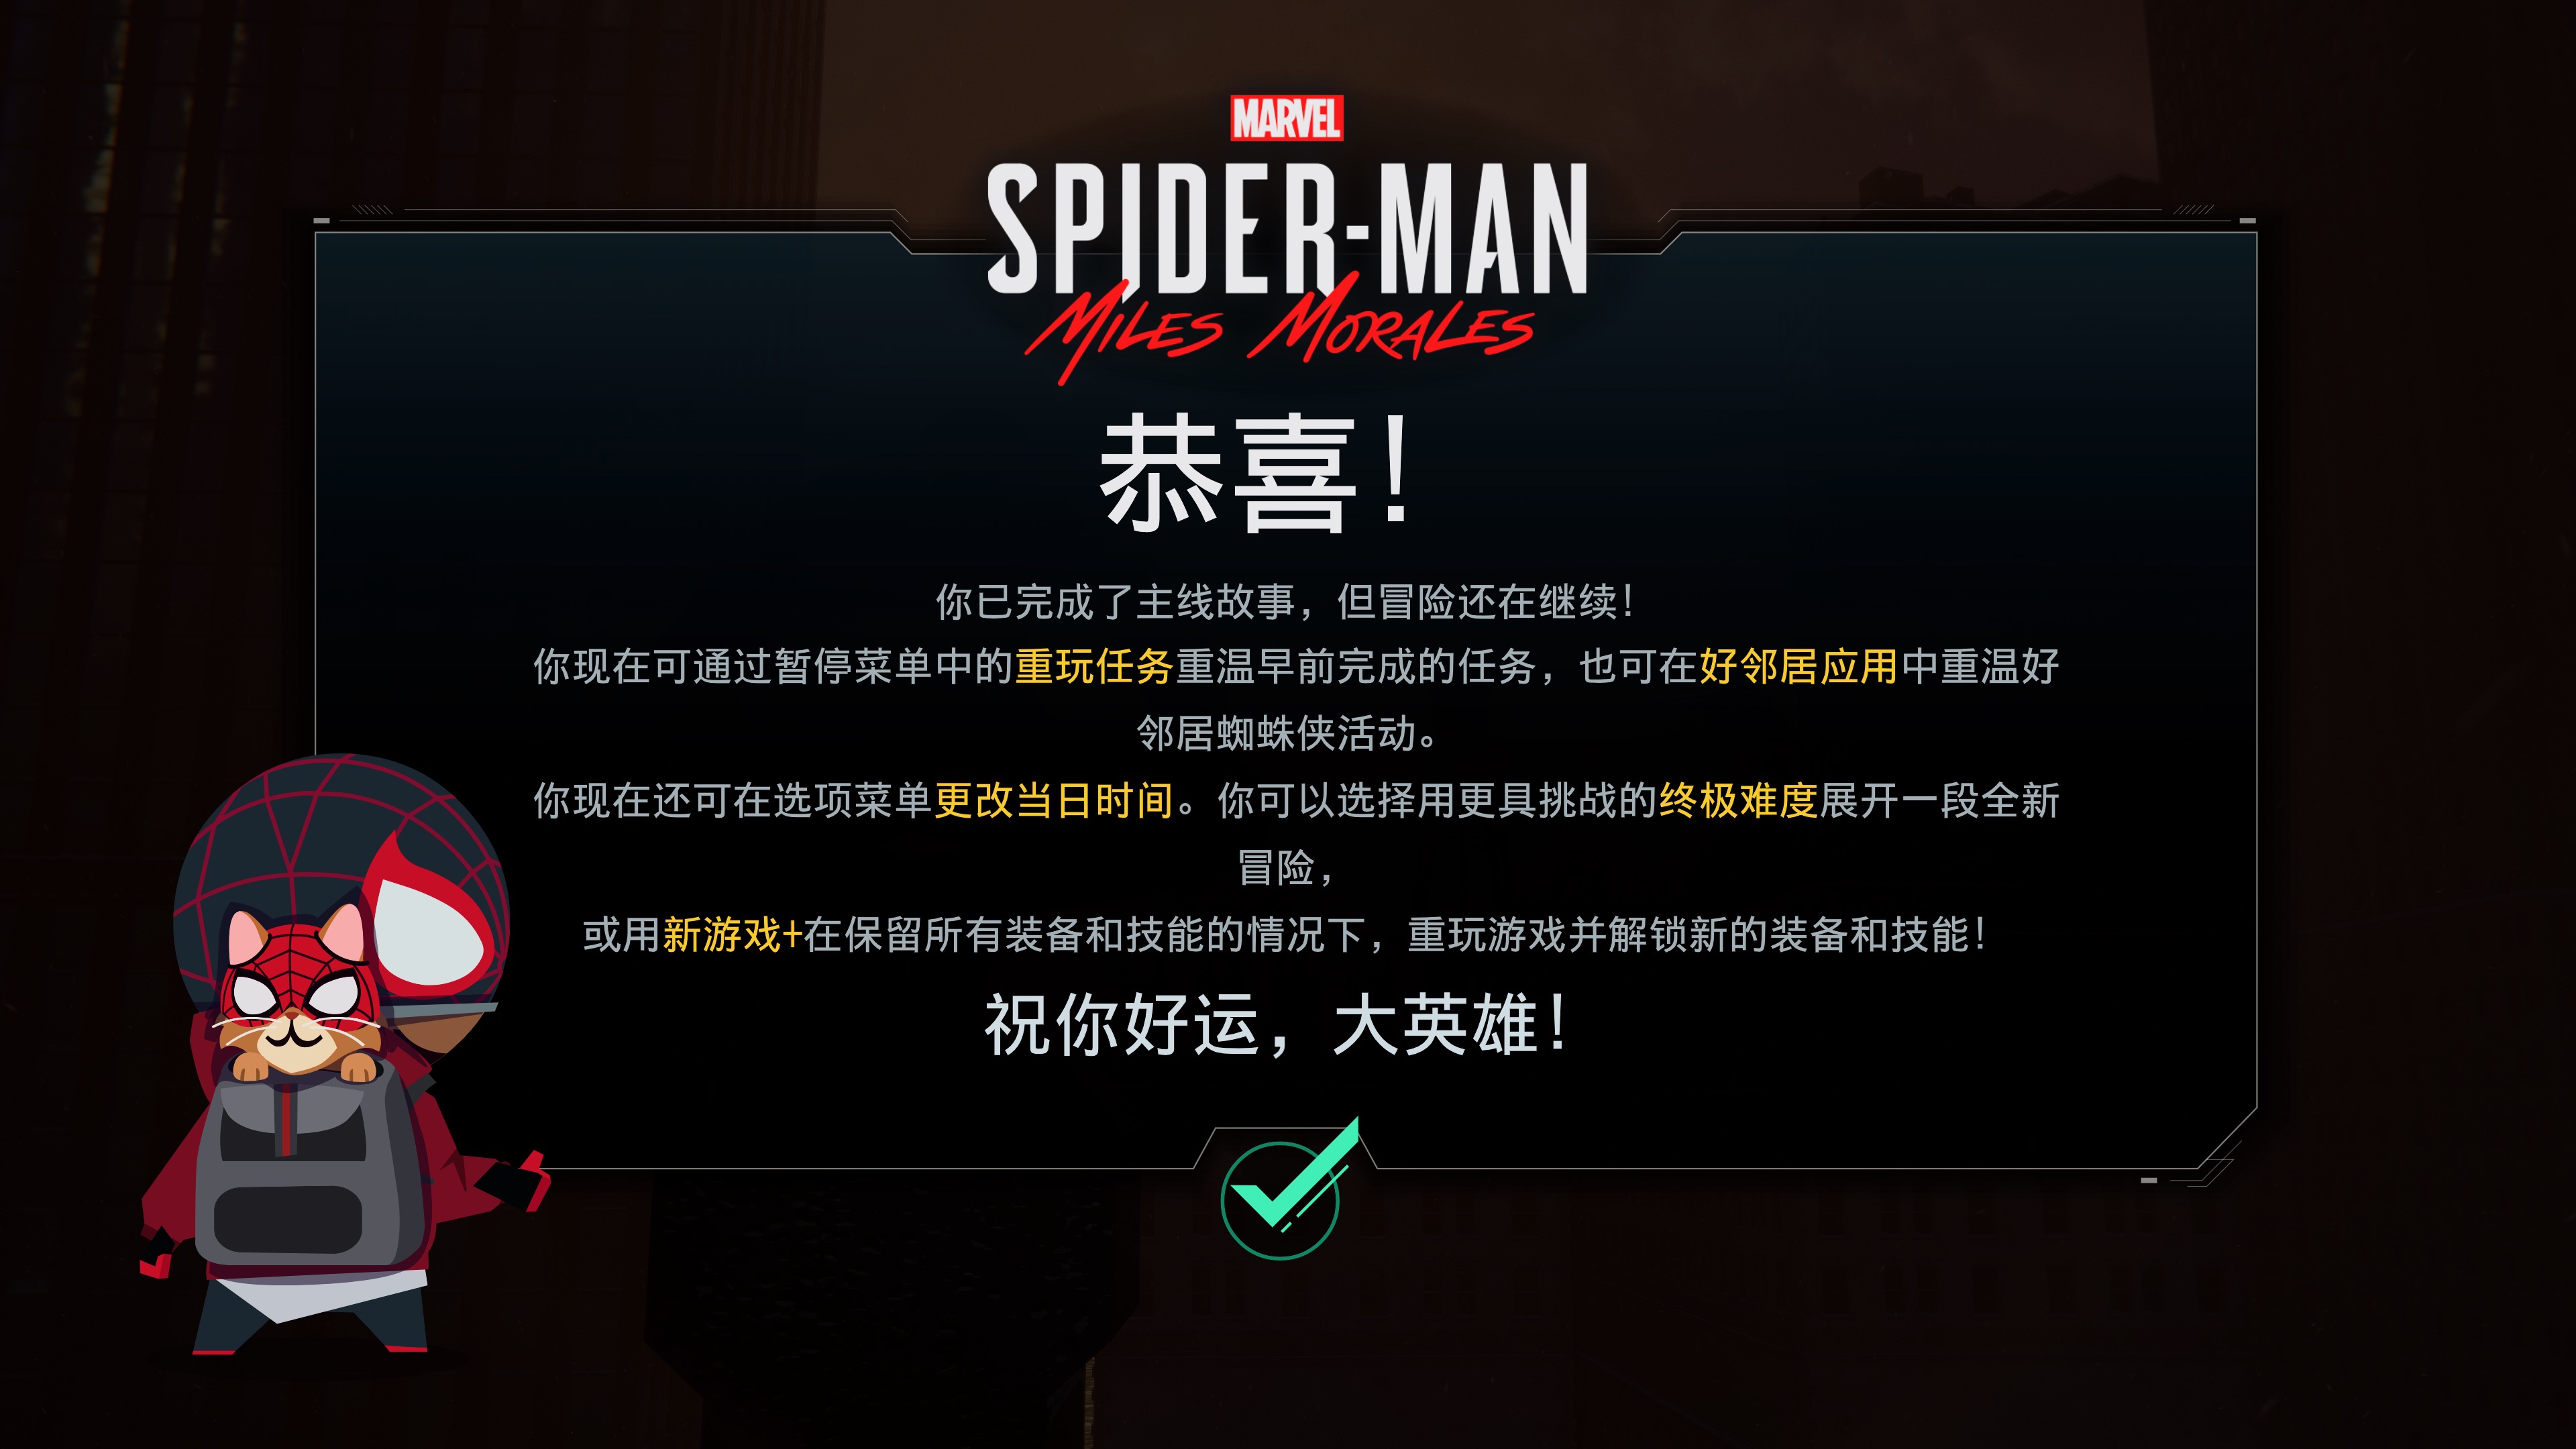 MARVEL
SPIDER-MAN
MILES MORALES
恭喜！
你已完成了主线故事，但冒险还在继续！
你现在可通过暂停菜单中的重玩任务重温早前完成的任务，也可在好邻居应用中重温好
邻居蜘蛛侠活动。
你现在还可在选项菜单更改当日时间。你可以选择用更具挑战的终极难度展开一段全新
冒险，
或用新游戏+在保留所有装备和技能的情况下，重玩游戏并解锁新的装备和技能！
祝你好运，大英雄！